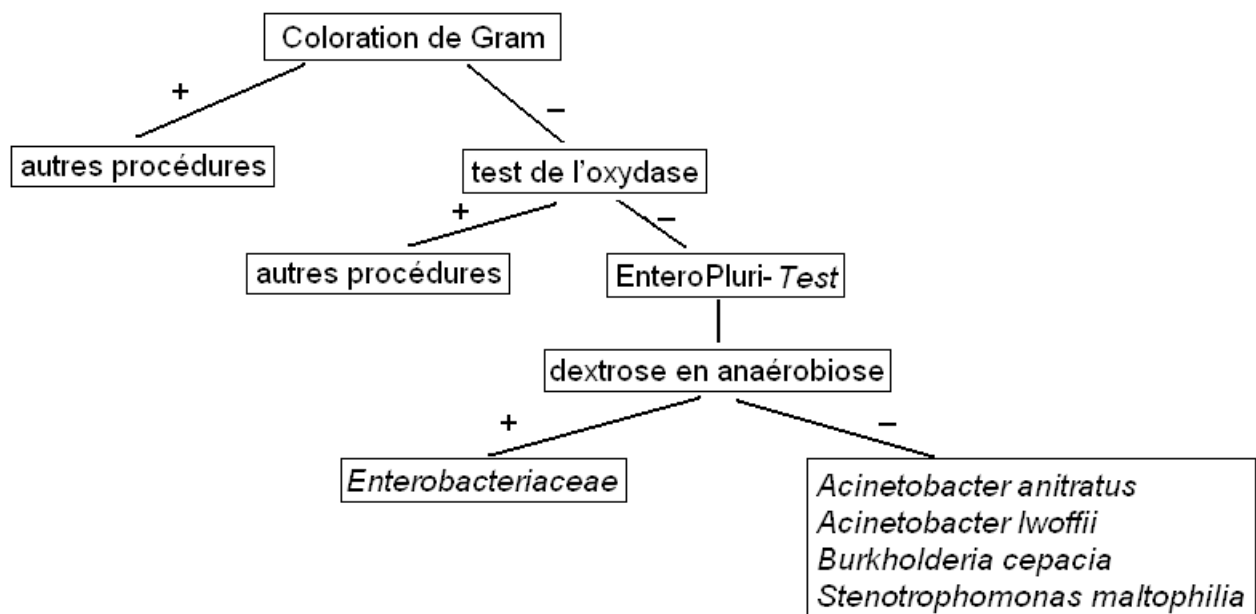 Coloration de Gram
+
–
autres procédures
test de l'oxydase
+
–
autres procédures
EnteroPluri- Test
dextrose en anaérobiose
+
–
Enterobacteriaceae
Acinetobacter anitratus
Acinetobacter lwoffii
Burkholderia cepacia
Stenotrophomonas maltophilia